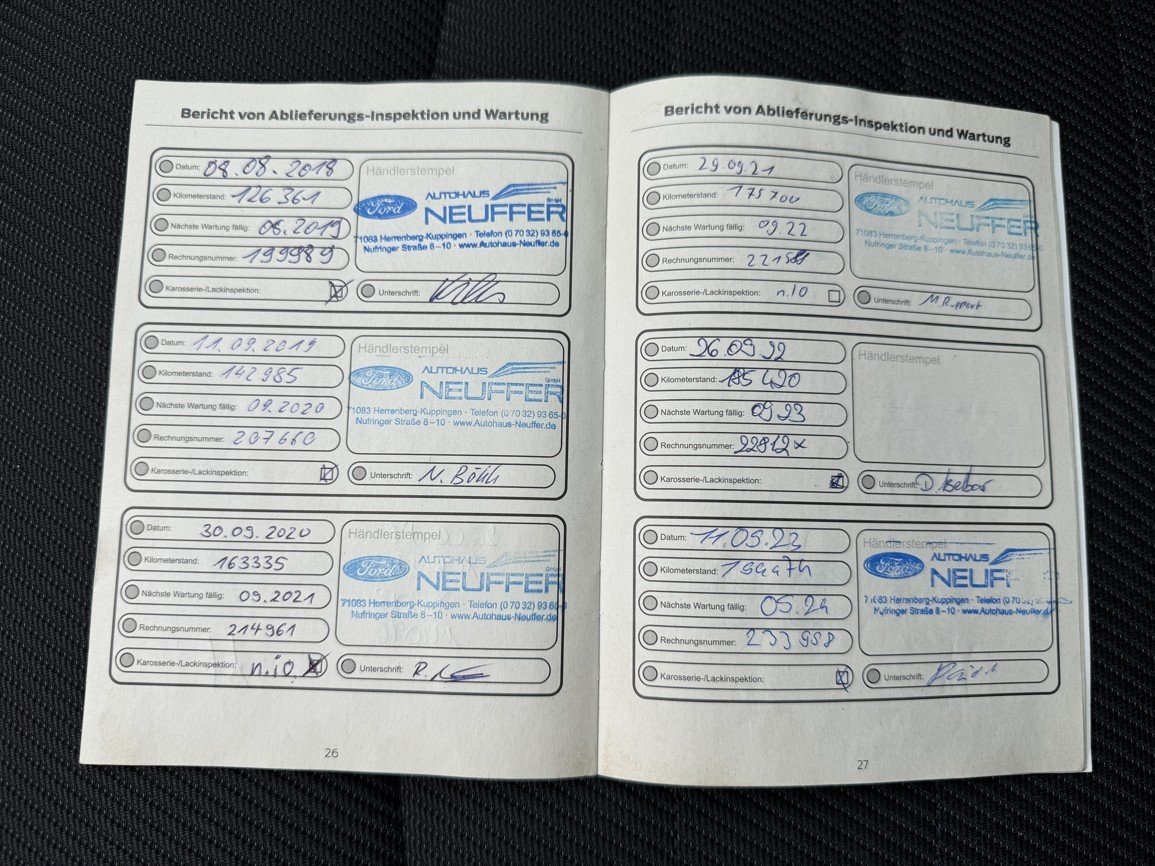 Bericht von Ablieferungs-Inspektion und Wartung
Datum: 08.08.2018
Kilometerstand: 126361
Nächste Wartung fällig: 08.2019
Rechnungsnummer: 199989
Karosserie-/Lackinspektion:
Händlerstempel
Ford AUTOHAUS GmbH
NEUFFER
71083 Herrenberg-Kuppingen · Telefon (0 70 32) 93 65-0
Nufringer Straße 8–10 · www.Autohaus-Neuffer.de
Unterschrift:
Datum: 11.09.2019
Kilometerstand: 142985
Nächste Wartung fällig: 09.2020
Rechnungsnummer: 207660
Karosserie-/Lackinspektion:
Händlerstempel
Ford AUTOHAUS GmbH
NEUFFER
71083 Herrenberg-Kuppingen · Telefon (0 70 32) 93 65-0
Nufringer Straße 8–10 · www.Autohaus-Neuffer.de
Unterschrift: N.
Datum: 30.09.2020
Kilometerstand: 163335
Nächste Wartung fällig: 09.2021
Rechnungsnummer: 214961
Karosserie-/Lackinspektion: n.io.
Händlerstempel
Ford AUTOHAUS GmbH
NEUFFER
71083 Herrenberg-Kuppingen · Telefon (0 70 32) 93 65-0
Nufringer Straße 8–10 · www.Autohaus-Neuffer.de
Unterschrift: R.
26
Bericht von Ablieferungs-Inspektion und Wartung
Datum: 29.09.21
Kilometerstand: 175700
Nächste Wartung fällig: 09.22
Rechnungsnummer:
Karosserie-/Lackinspektion: n.io
Händlerstempel
Ford AUTOHAUS GmbH
NEUFFER
71083 Herrenberg-Kuppingen · Telefon (0 70 32) 93 65-0
Nufringer Straße 8–10 · www.Autohaus-Neuffer.de
Unterschrift: M. Ruppert
Datum: 26.09.22
Kilometerstand: 185420
Nächste Wartung fällig: 09.23
Rechnungsnummer:
Karosserie-/Lackinspektion:
Händlerstempel
Unterschrift: D.
Datum: 11.09.23
Kilometerstand:
Nächste Wartung fällig: 05.24
Rechnungsnummer: 233958
Karosserie-/Lackinspektion:
Händlerstempel
Ford AUTOHAUS
NEUF
71083 Herrenberg-Kuppingen · Telefon (0 70
Nufringer Straße 8–10 · www.Autohaus-Neuffer.de
Unterschrift:
27